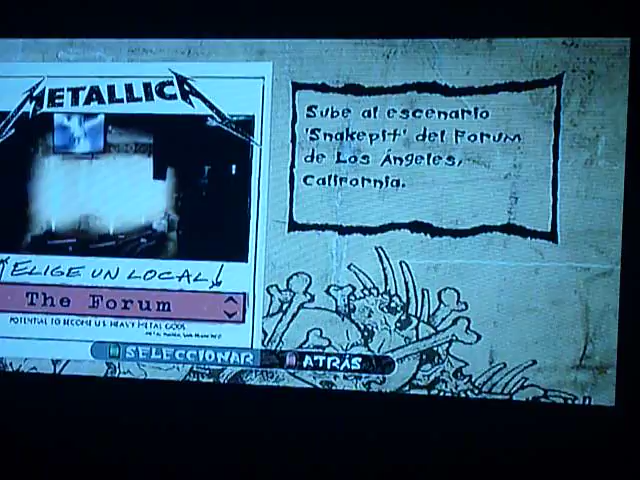 METALLICA
Sube al escenario
'Snakepit' del Forum
de Los Ángeles,
California.
ELIGE UN LOCAL
The Forum
POTENTIAL TO BECOME U.S. HEAVY METAL GODS.
SELECCIONAR
ATRÁS